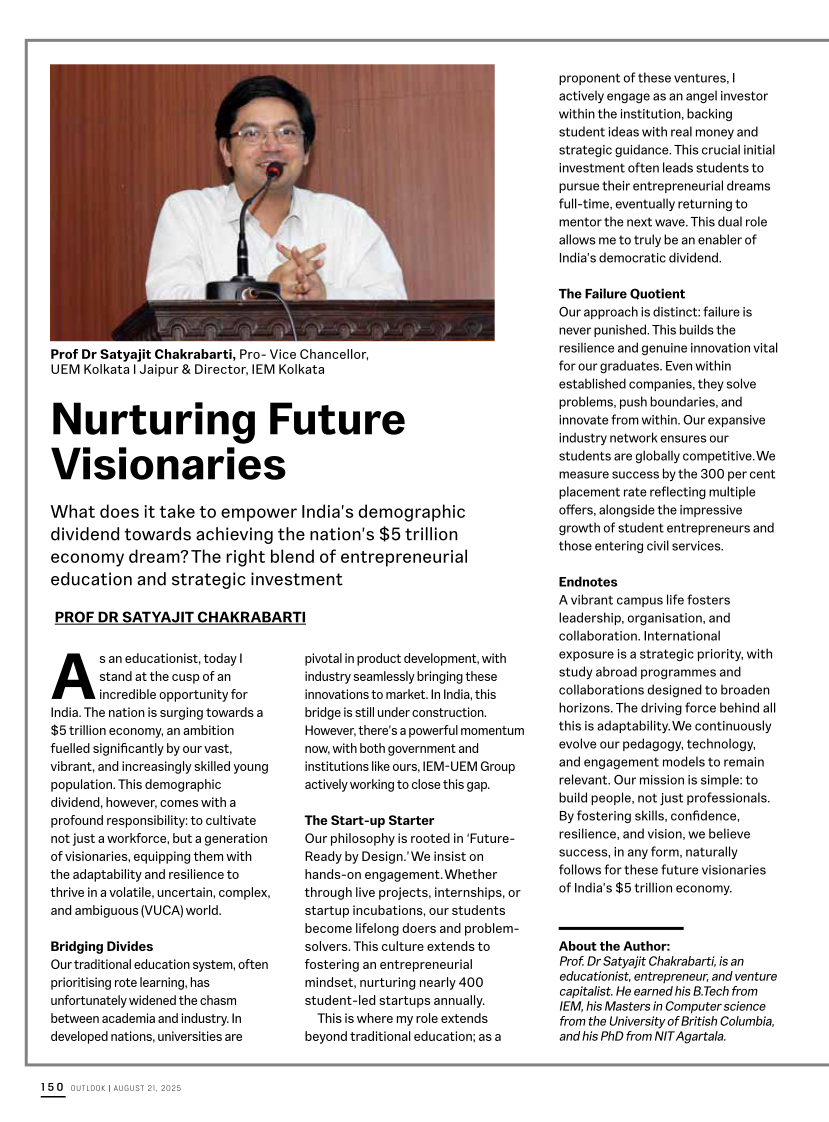 Prof Dr Satyajit Chakrabarti, Pro- Vice Chancellor,
UEM Kolkata I Jaipur & Director, IEM Kolkata
Nurturing Future
Visionaries
What does it take to empower India's demographic
dividend towards achieving the nation's $5 trillion
economy dream? The right blend of entrepreneurial
education and strategic investment
PROF DR SATYAJIT CHAKRABARTI
As an educationist, today I
stand at the cusp of an
incredible opportunity for
India. The nation is surging towards a
$5 trillion economy, an ambition
fuelled significantly by our vast,
vibrant, and increasingly skilled young
population. This demographic
dividend, however, comes with a
profound responsibility: to cultivate
not just a workforce, but a generation
of visionaries, equipping them with
the adaptability and resilience to
thrive in a volatile, uncertain, complex,
and ambiguous (VUCA) world.
Bridging Divides
Our traditional education system, often
prioritising rote learning, has
unfortunately widened the chasm
between academia and industry. In
developed nations, universities are
pivotal in product development, with
industry seamlessly bringing these
innovations to market. In India, this
bridge is still under construction.
However, there's a powerful momentum
now, with both government and
institutions like ours, IEM-UEM Group
actively working to close this gap.
The Start-up Starter
Our philosophy is rooted in 'Future-
Ready by Design.' We insist on
hands-on engagement. Whether
through live projects, internships, or
startup incubations, our students
become lifelong doers and problem-
solvers. This culture extends to
fostering an entrepreneurial
mindset, nurturing nearly 400
student-led startups annually.
This is where my role extends
beyond traditional education; as a
proponent of these ventures, I
actively engage as an angel investor
within the institution, backing
student ideas with real money and
strategic guidance. This crucial initial
investment often leads students to
pursue their entrepreneurial dreams
full-time, eventually returning to
mentor the next wave. This dual role
allows me to truly be an enabler of
India's democratic dividend.
The Failure Quotient
Our approach is distinct: failure is
never punished. This builds the
resilience and genuine innovation vital
for our graduates. Even within
established companies, they solve
problems, push boundaries, and
innovate from within. Our expansive
industry network ensures our
students are globally competitive. We
measure success by the 300 per cent
placement rate reflecting multiple
offers, alongside the impressive
growth of student entrepreneurs and
those entering civil services.
Endnotes
A vibrant campus life fosters
leadership, organisation, and
collaboration. International
exposure is a strategic priority, with
study abroad programmes and
collaborations designed to broaden
horizons. The driving force behind all
this is adaptability. We continuously
evolve our pedagogy, technology,
and engagement models to remain
relevant. Our mission is simple: to
build people, not just professionals.
By fostering skills, confidence,
resilience, and vision, we believe
success, in any form, naturally
follows for these future visionaries
of India's $5 trillion economy.
About the Author:
Prof. Dr Satyajit Chakrabarti, is an
educationist, entrepreneur, and venture
capitalist. He earned his B.Tech from
IEM, his Masters in Computer science
from the University of British Columbia,
and his PhD from NIT Agartala.
150 OUTLOOK | AUGUST 21, 2025